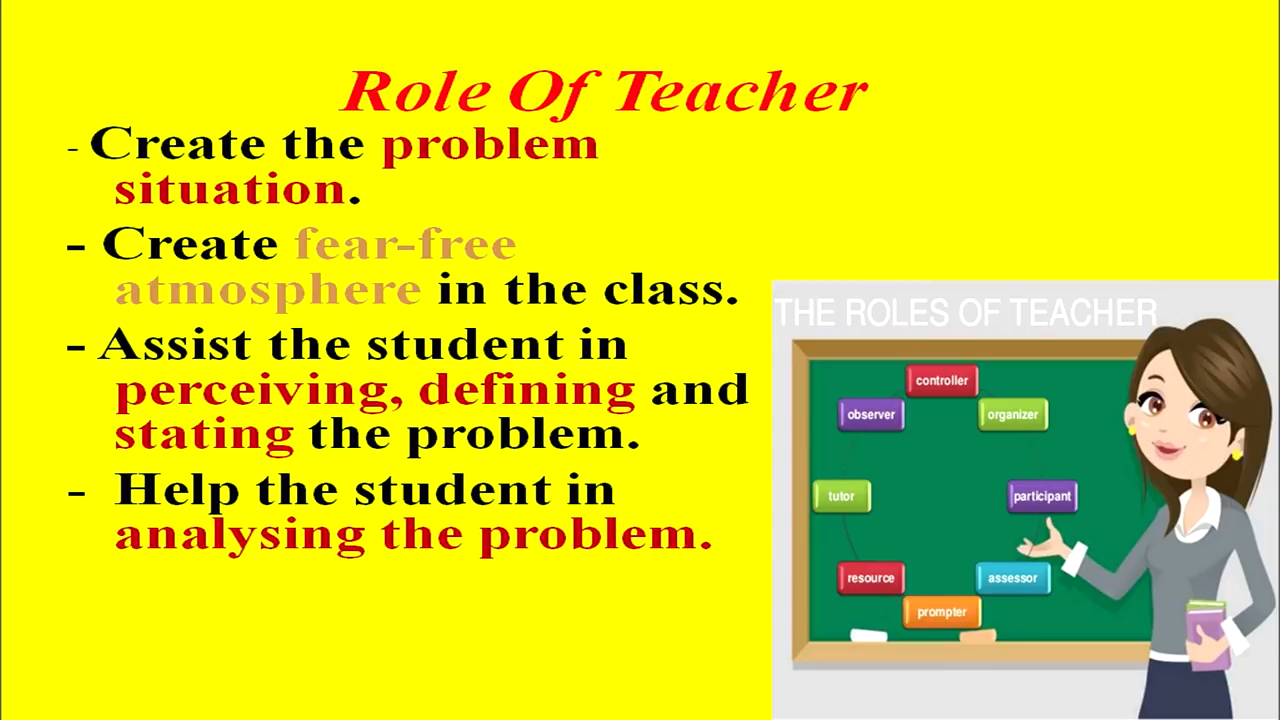 Role Of Teacher
- Create the problem
situation.
- Create fear-free
atmosphere in the class.
- Assist the student in
perceiving, defining and
stating the problem.
- Help the student in
analysing the problem.
THE ROLES OF TEACHER
controller
observer
organizer
tutor
participant
resource
assessor
prompter